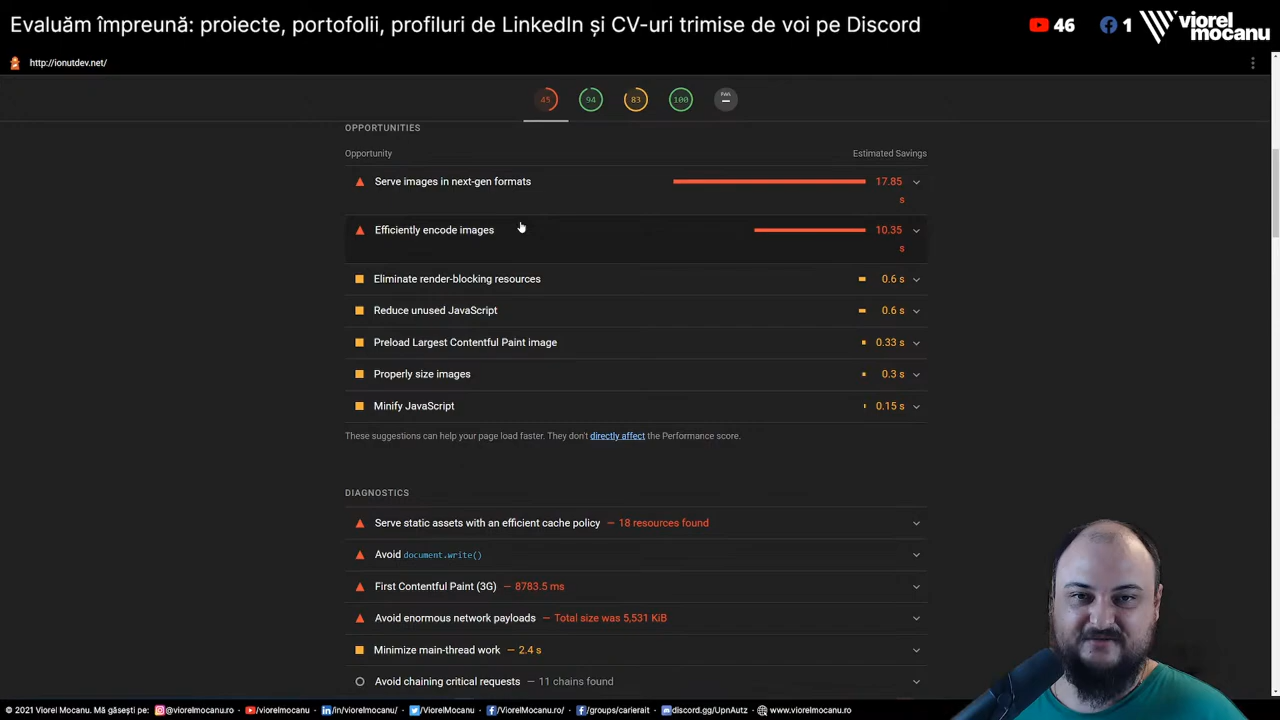 Evaluăm împreună: proiecte, portofolii, profiluri de LinkedIn și CV-uri trimise de voi pe Discord
46
1
viorel mocanu
http://ionutdev.net/
45
94
83
100
PWA
OPPORTUNITIES
Opportunity Estimated Savings
Serve images in next-gen formats 17.85 s
Efficiently encode images 10.35 s
Eliminate render-blocking resources 0.6 s
Reduce unused JavaScript 0.6 s
Preload Largest Contentful Paint image 0.33 s
Properly size images 0.3 s
Minify JavaScript 0.15 s
These suggestions can help your page load faster. They don't directly affect the Performance score.
DIAGNOSTICS
Serve static assets with an efficient cache policy — 18 resources found
Avoid document.write()
First Contentful Paint (3G) — 8783.5 ms
Avoid enormous network payloads — Total size was 5,531 KiB
Minimize main-thread work — 2.4 s
Avoid chaining critical requests — 11 chains found
© 2021 Viorel Mocanu. Mă găsești pe: @viorelmocanu.ro /viorelmocanu /in/viorelmocanu/ /ViorelMocanu /ViorelMocanu.ro/ /groups/carierait /discord.gg/UpnAutz www.viorelmocanu.ro